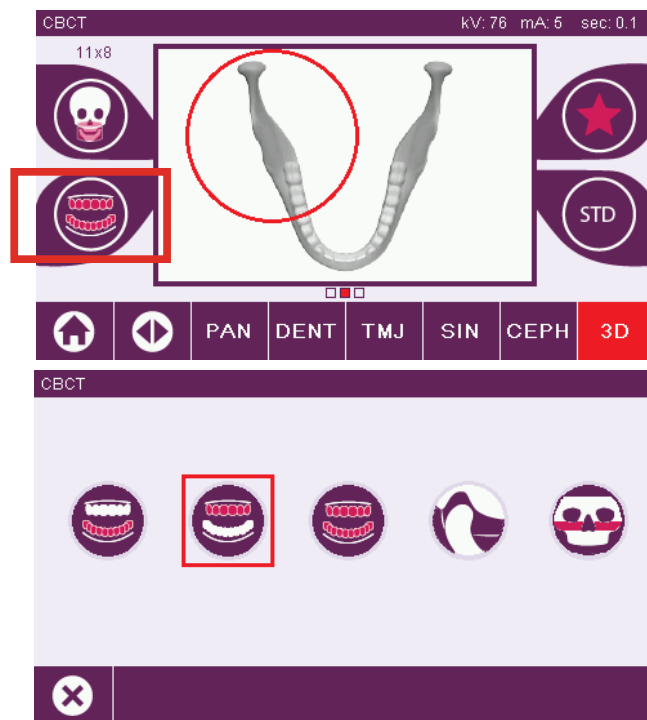 CBCT kV: 76 mA: 5 sec: 0.1
11x8
STD
PAN DENT TMJ SIN CEPH 3D
CBCT